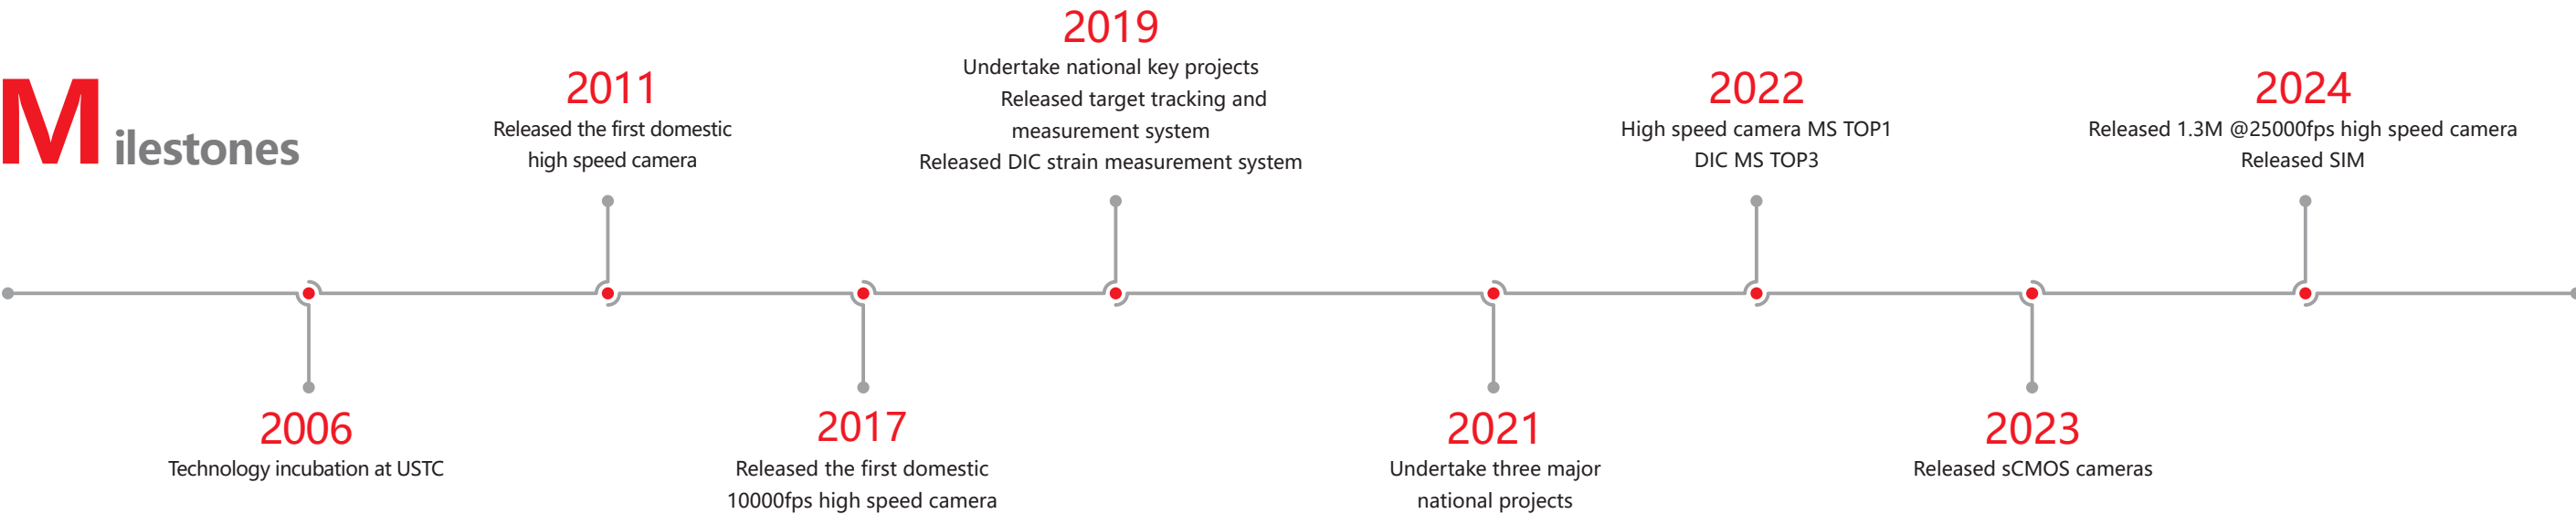 Milestones
2006
Technology incubation at USTC
2011
Released the first domestic
high speed camera
2017
Released the first domestic
10000fps high speed camera
2019
Undertake national key projects
Released target tracking and
measurement system
Released DIC strain measurement system
2021
Undertake three major
national projects
2022
High speed camera MS TOP1
DIC MS TOP3
2023
Released sCMOS cameras
2024
Released 1.3M @25000fps high speed camera
Released SIM